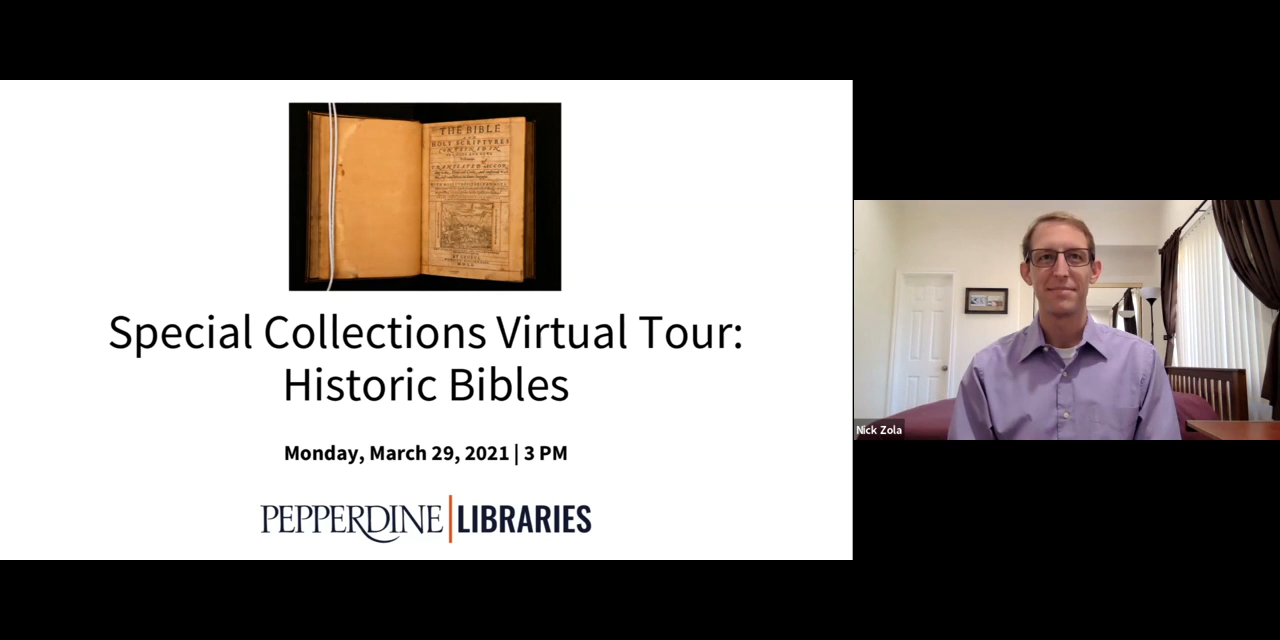 THE BIBLE
HOLY SCRIPTURES
Special Collections Virtual Tour:
Historic Bibles
Monday, March 29, 2021 | 3 PM
PEPPERDINE | LIBRARIES
Nick Zola